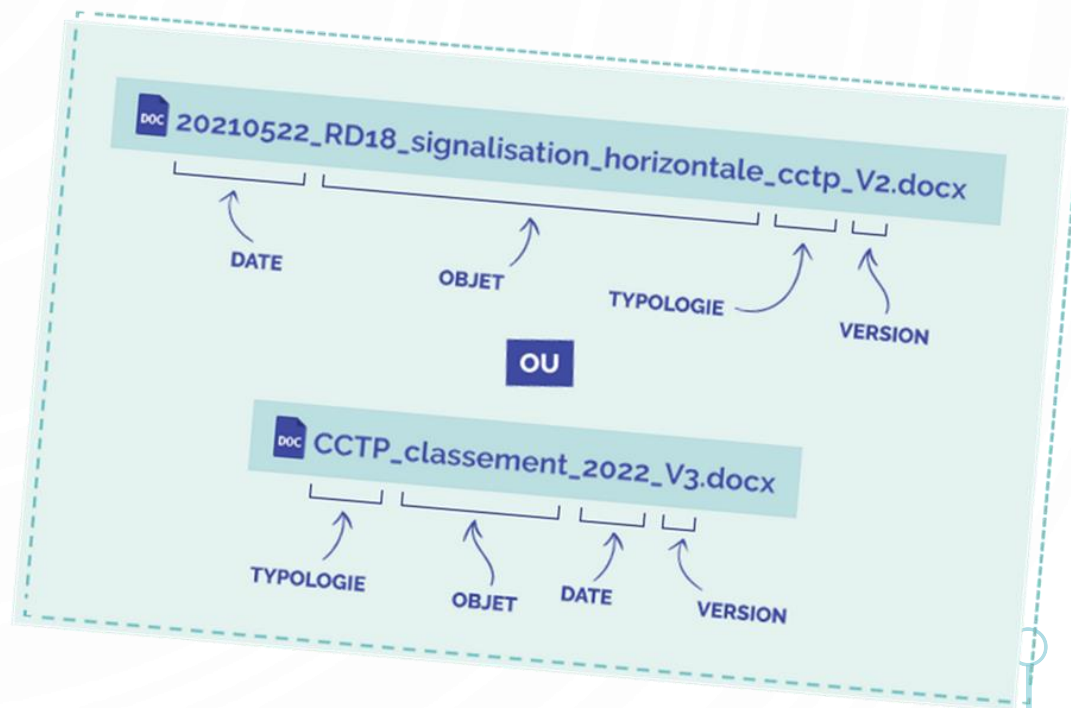 DOC 20210522_RD18_signalisation_horizontale_cctp_V2.docx
DATE OBJET TYPOLOGIE VERSION
OU
DOC CCTP_classement_2022_V3.docx
TYPOLOGIE OBJET DATE VERSION